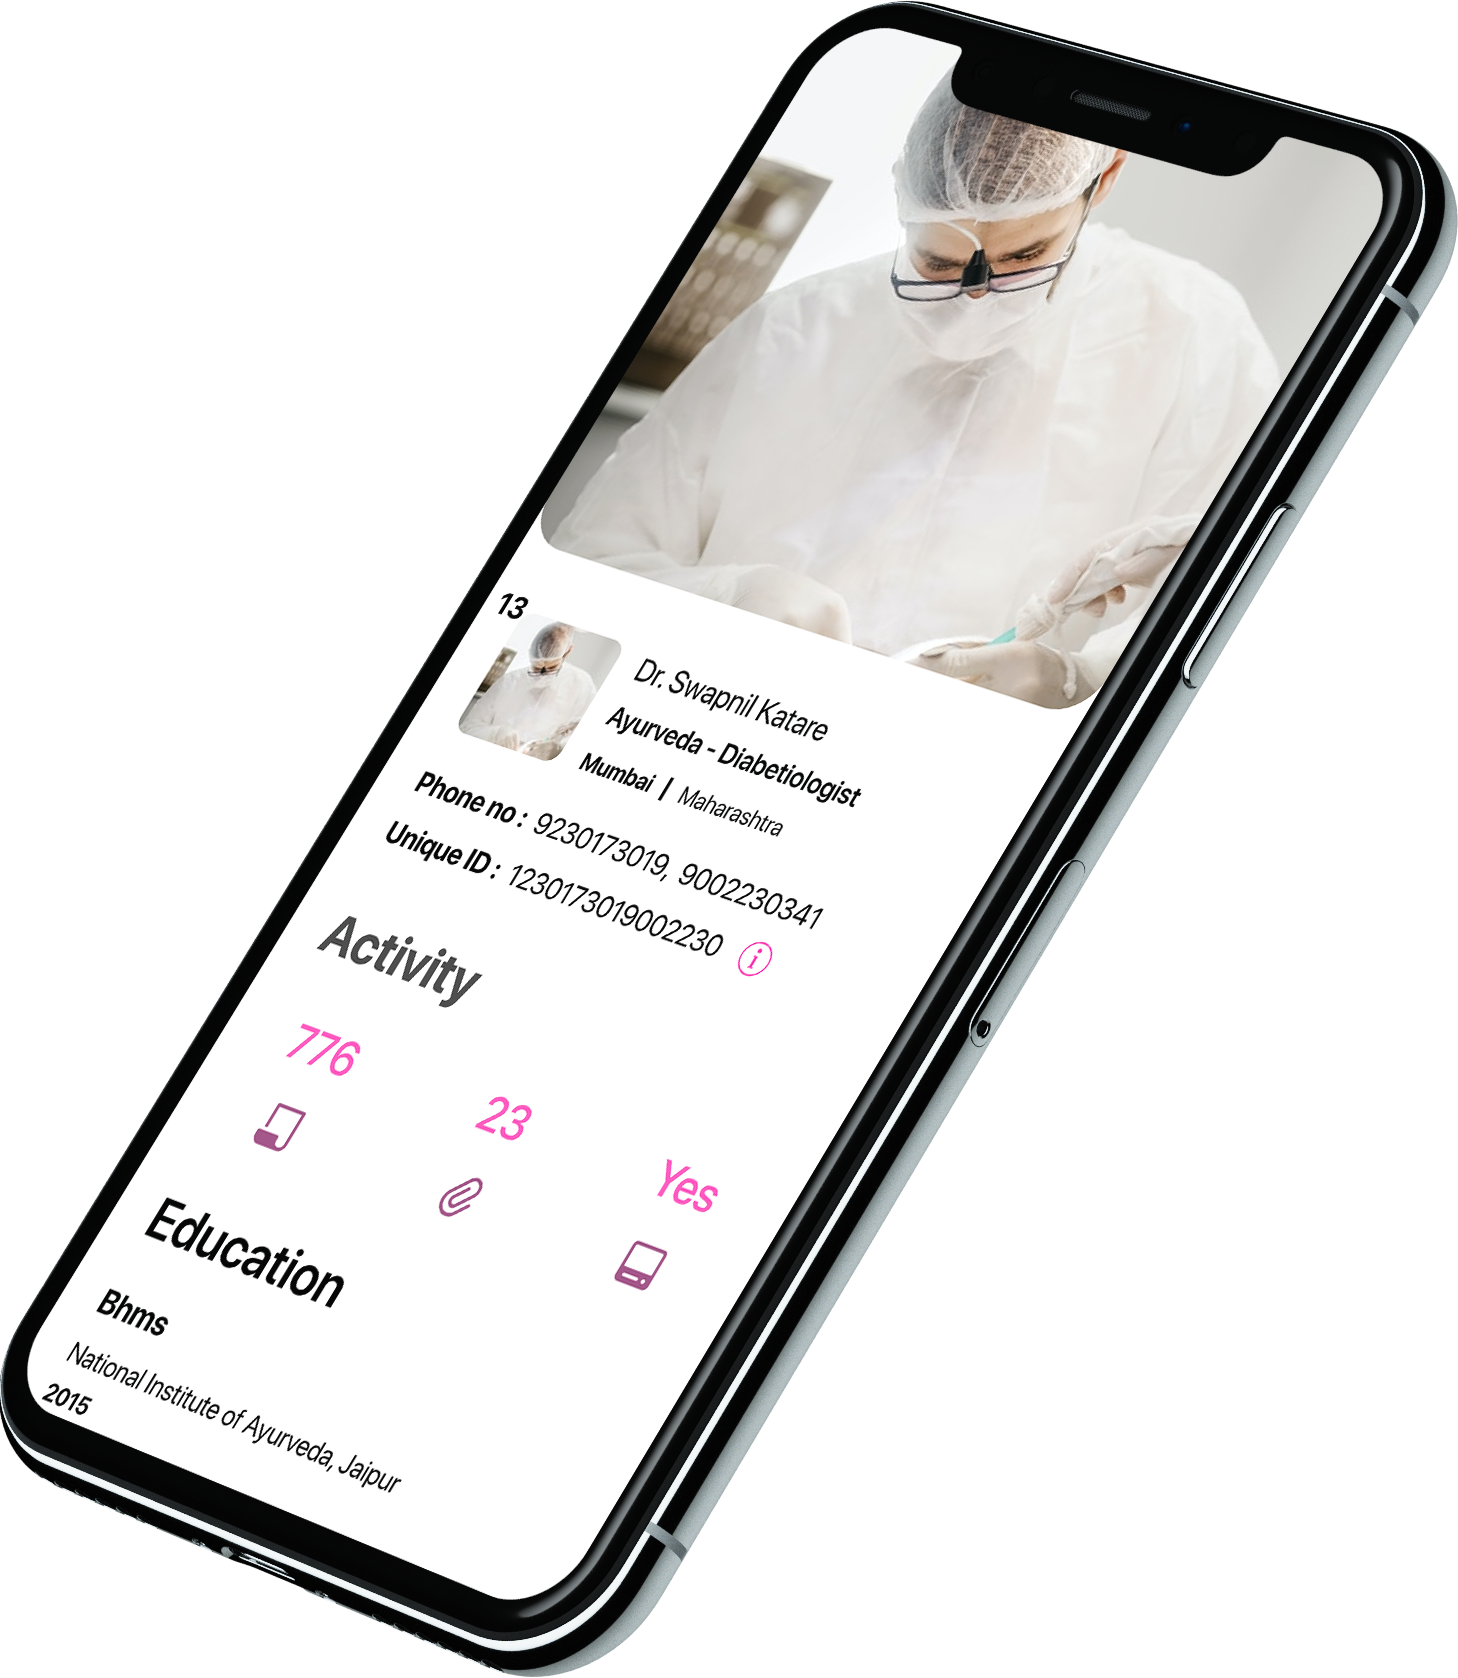 13
Dr. Swapnil Katare
Ayurveda - Diabetiologist
Mumbai | Maharashtra
Phone no : 9230173019, 9002230341
Unique ID : 1230173019002230
Activity
776
23
Yes
Education
Bhms
National Institute of Ayurveda, Jaipur
2015